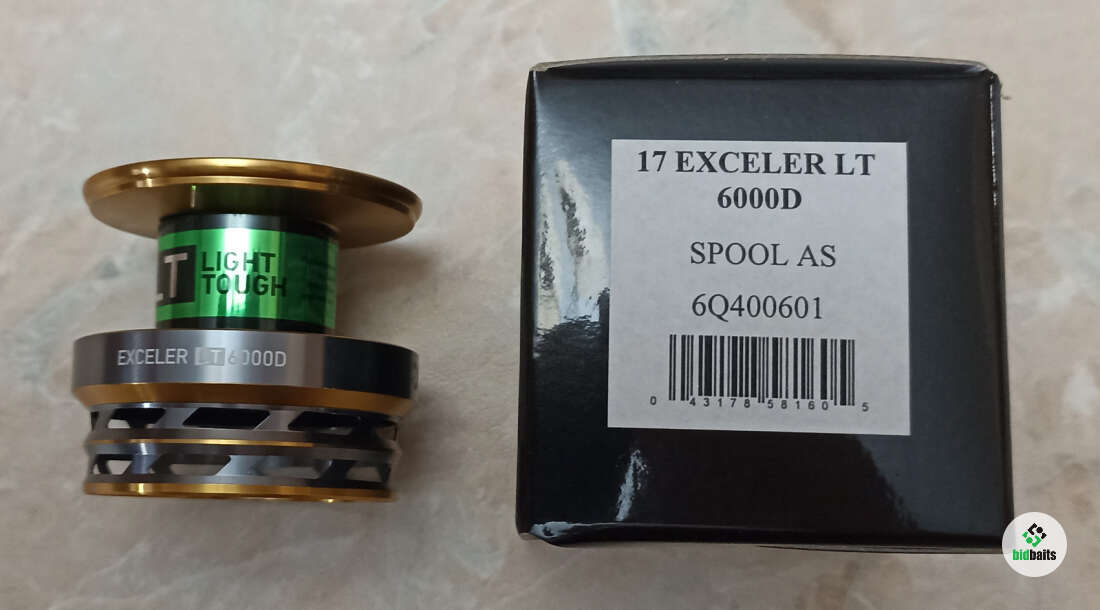 LT LIGHT
TOUGH
EXCELER LT 6000D
17 EXCELER LT
6000D
SPOOL AS
6Q400601
0 43178 58160 5
bidbaits